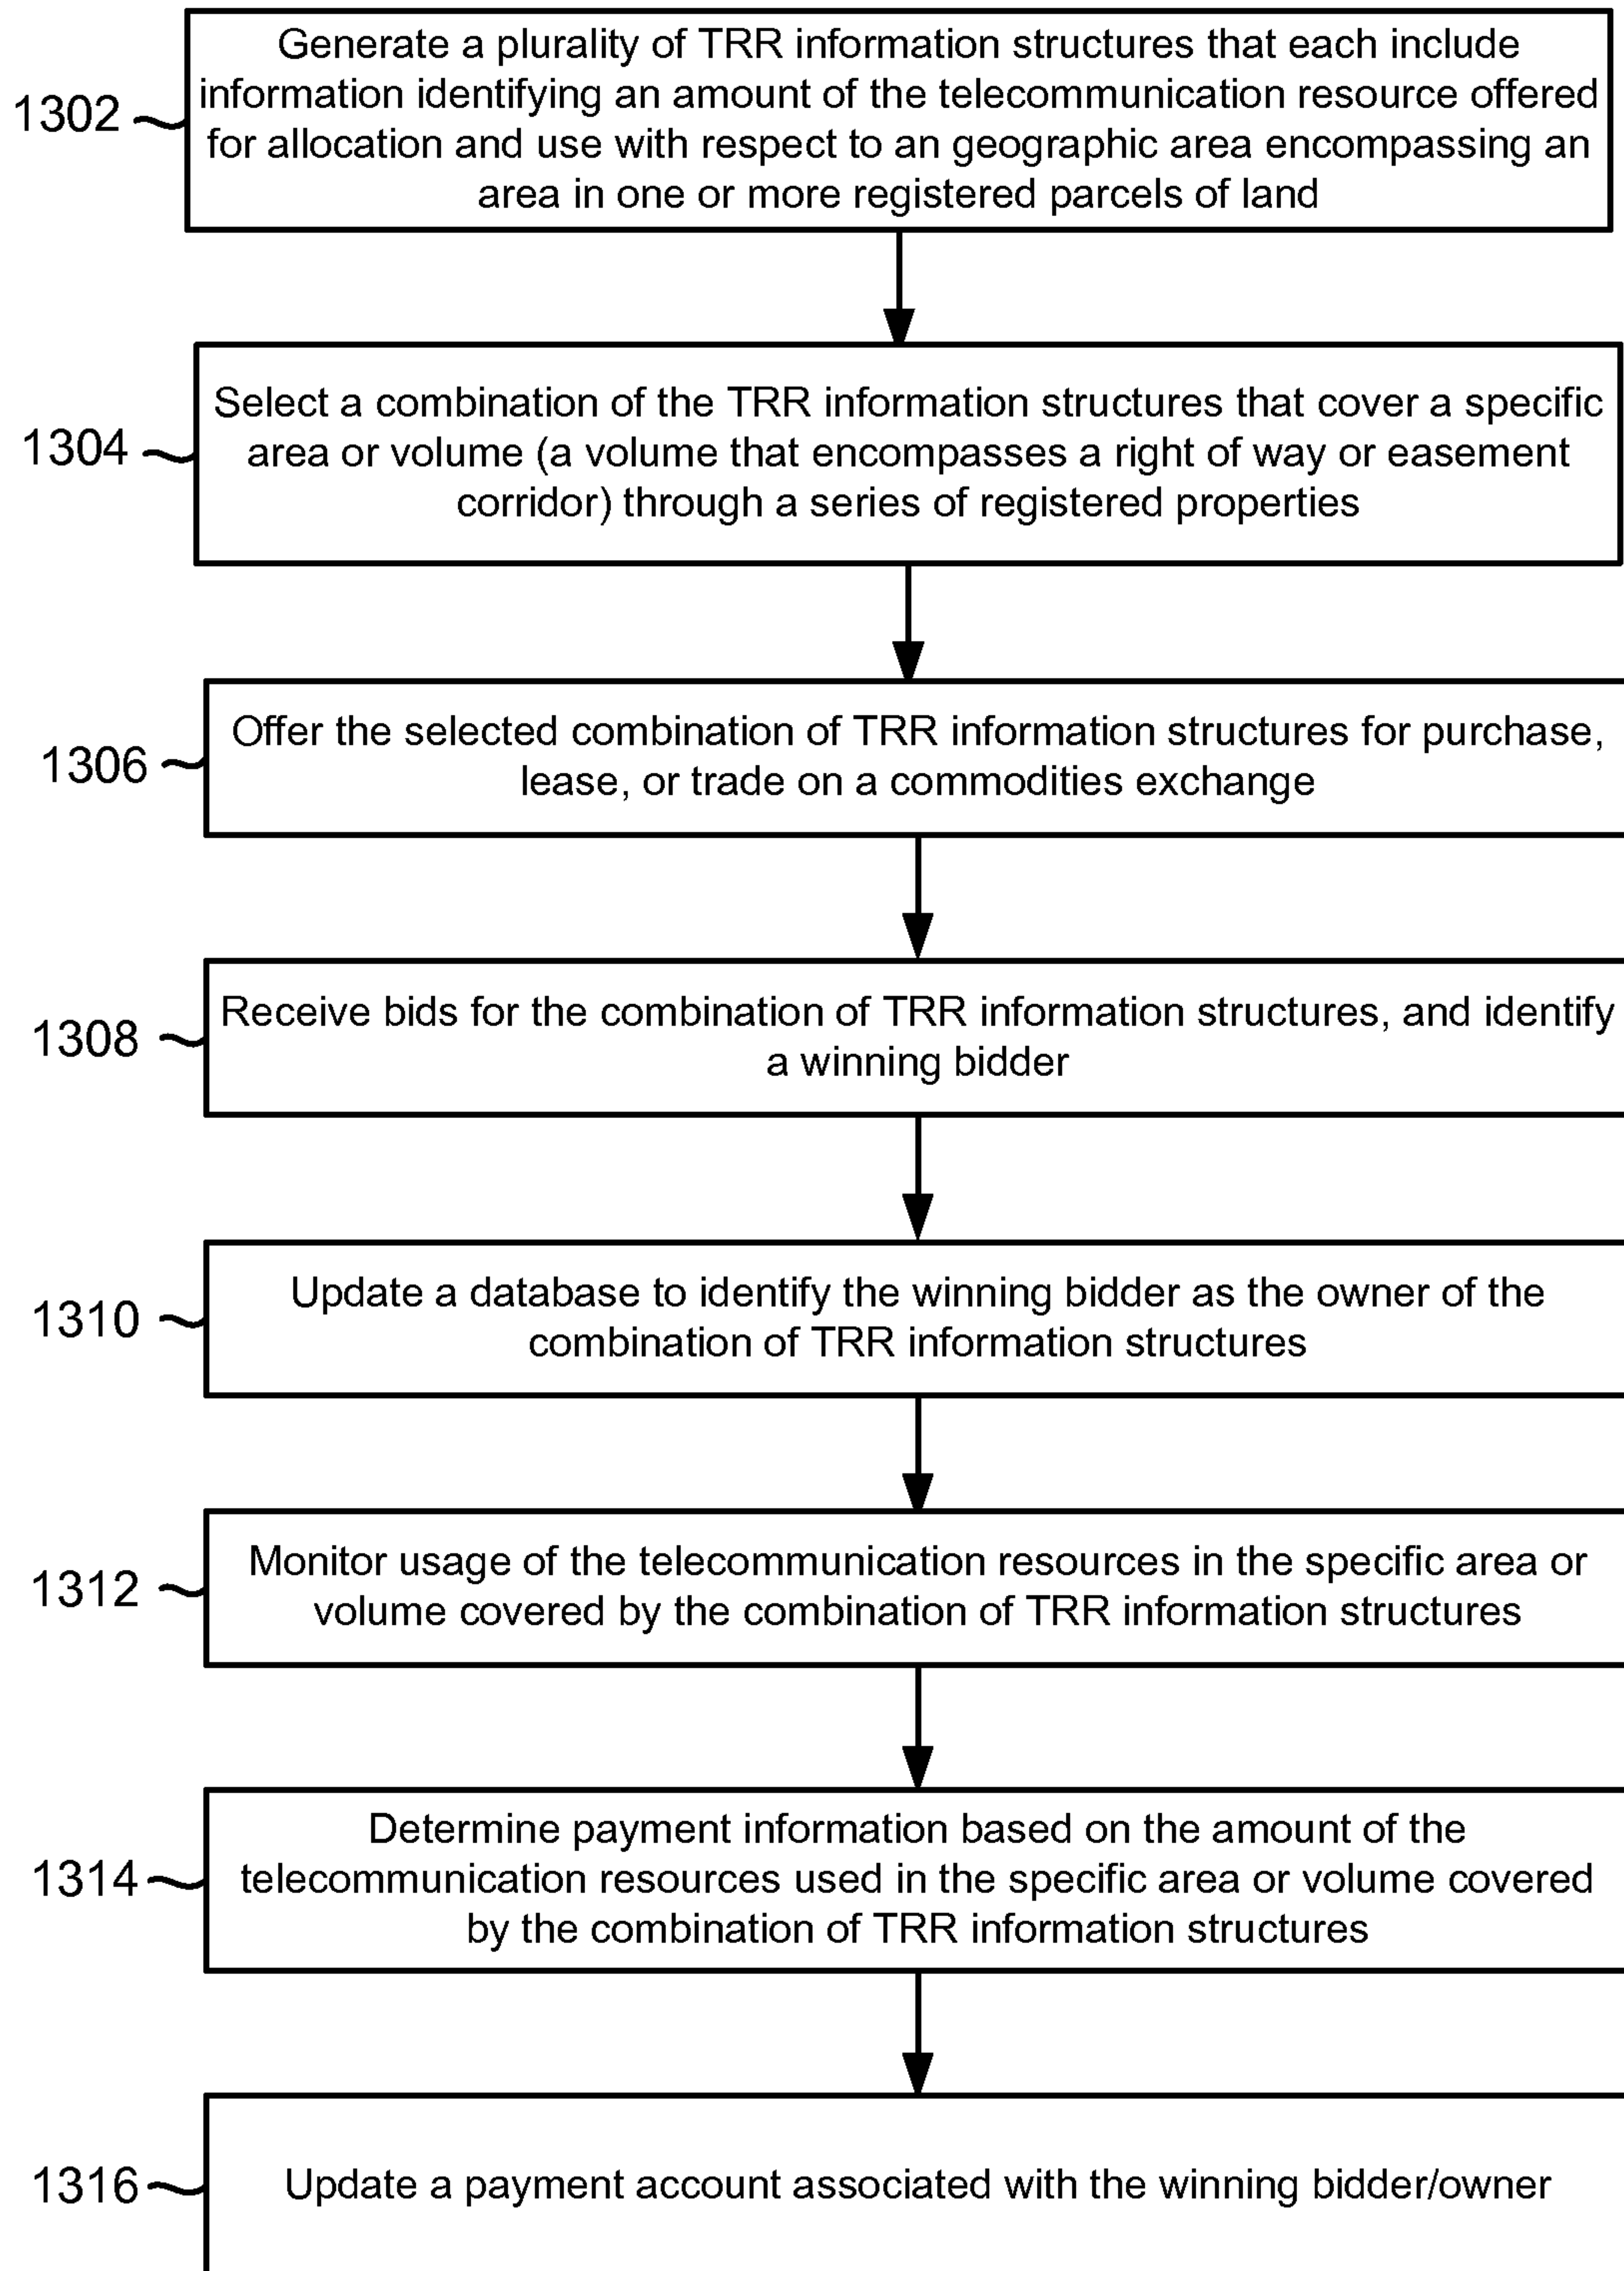 Generate a plurality of TRR information structures that each include
1302
information identifying an amount of the telecommunication resource offered
for allocation and use with respect to an geographic area encompassing an
area in one or more registered parcels of land
1304
Select a combination of the TRR information structures that cover a specific
area or volume (a volume that encompasses a right of way or easement
corridor) through a series of registered properties
1306
Offer the selected combination of TRR information structures for purchase,
lease, or trade on a commodities exchange
1308
Receive bids for the combination of TRR information structures, and identify
a winning bidder
1310
Update a database to identify the winning bidder as the owner of the
combination of TRR information structures
1312
Monitor usage of the telecommunication resources in the specific area or
volume covered by the combination of TRR information structures
1314
Determine payment information based on the amount of the
telecommunication resources used in the specific area or volume covered
by the combination of TRR information structures
1316
Update a payment account associated with the winning bidder/owner